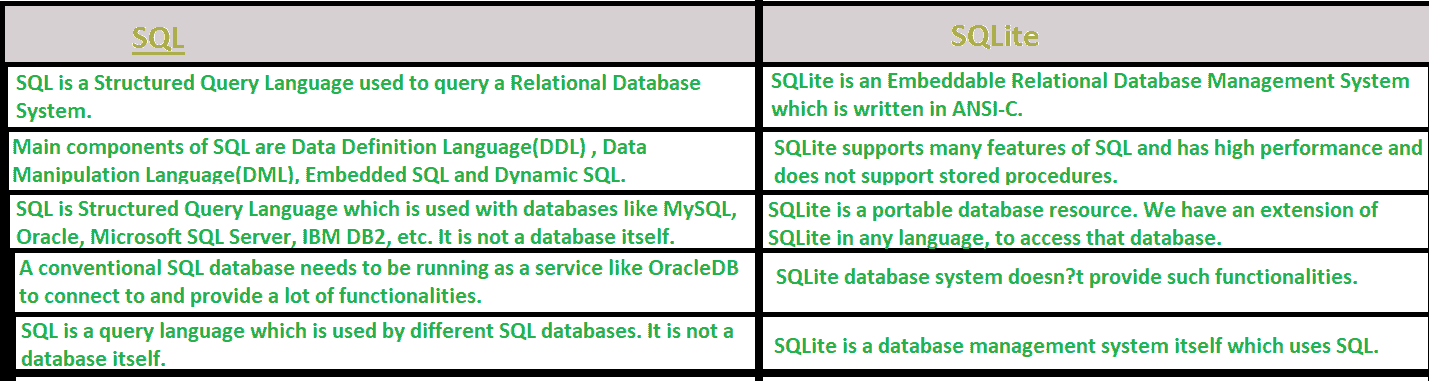 SQL
SQLite
SQL is a Structured Query Language used to query a Relational Database
System.
SQLite is an Embeddable Relational Database Management System
which is written in ANSI-C.
Main components of SQL are Data Definition Language(DDL) , Data
Manipulation Language(DML), Embedded SQL and Dynamic SQL.
SQLite supports many features of SQL and has high performance and
does not support stored procedures.
SQL is Structured Query Language which is used with databases like MySQL,
Oracle, Microsoft SQL Server, IBM DB2, etc. It is not a database itself.
SQLite is a portable database resource. We have an extension of
SQLite in any language, to access that database.
A conventional SQL database needs to be running as a service like OracleDB
to connect to and provide a lot of functionalities.
SQLite database system doesn?t provide such functionalities.
SQL is a query language which is used by different SQL databases. It is not a
database itself.
SQLite is a database management system itself which uses SQL.